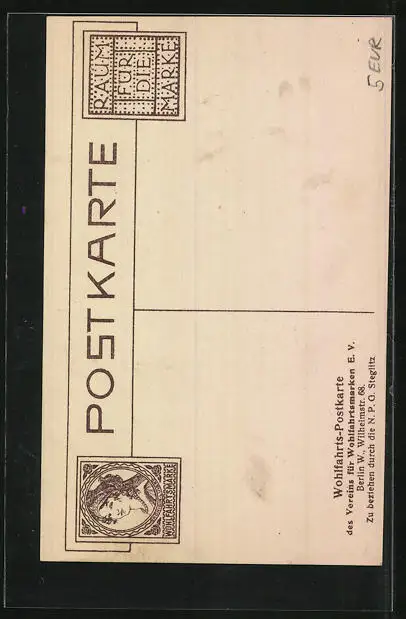 POSTKARTE
RAUM
FÜR
DIE
MARKE
WOHLFAHRTSMARKE
5 EUR
Wohlfahrts-Postkarte
des Vereins für Wohlfahrtsmarken E. V.
Berlin W., Wilhelmstr. 68.
Zu beziehen durch die N. P. G. Steglitz